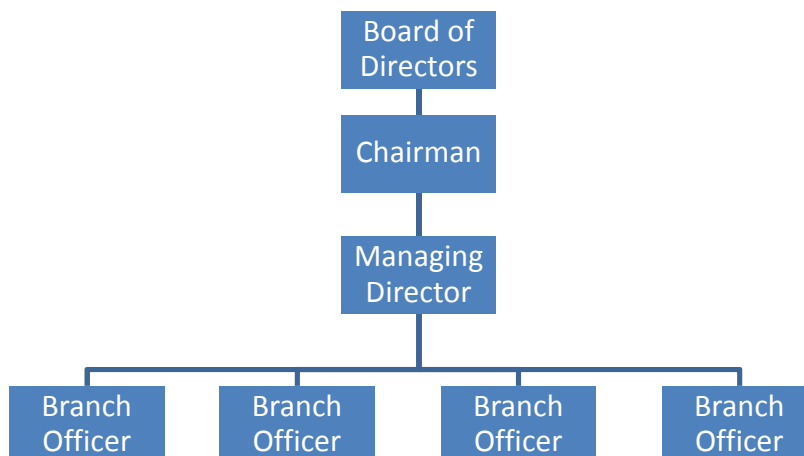 Board of
Directors
Chairman
Managing
Director
Branch
Officer
Branch
Officer
Branch
Officer
Branch
Officer